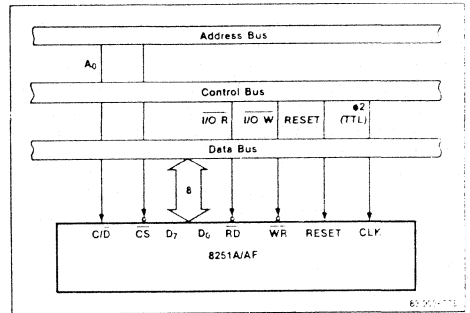 Address Bus
A0
Control Bus
I/O R I/O W RESET φ2 (TTL)
Data Bus
8
C/D CS D7 D0 RD WR RESET CLK
8251A/AF